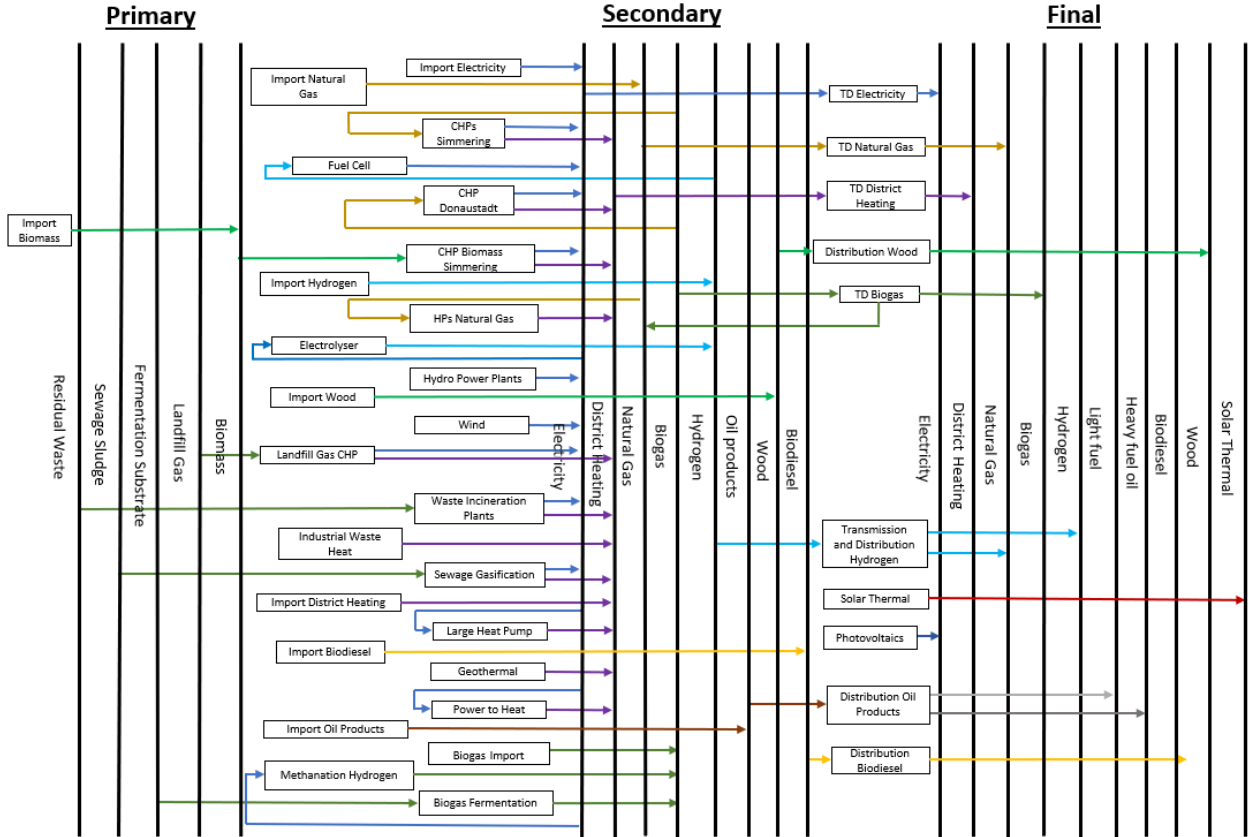 Primary
Secondary
Final
Import Electricity
Import Natural
Gas
TD Electricity
CHPs
Simmering
TD Natural Gas
Fuel Cell
CHP
Donaustadt
TD District
Heating
Import
Biomass
CHP Biomass
Simmering
Distribution Wood
Import Hydrogen
TD Biogas
HPs Natural Gas
Electrolyser
Hydro Power Plants
Import Wood
Wind
Landfill Gas CHP
Waste Incineration
Plants
Industrial Waste
Heat
Transmission
and Distribution
Hydrogen
Sewage Gasification
Import District Heating
Solar Thermal
Large Heat Pump
Photovoltaics
Import Biodiesel
Geothermal
Power to Heat
Distribution Oil
Products
Import Oil Products
Biogas Import
Distribution
Biodiesel
Methanation Hydrogen
Biogas Fermentation
Residual Waste
Sewage Sludge
Fermentation Substrate
Landfill Gas
Biomass
Electricity
District Heating
Natural Gas
Biogas
Hydrogen
Oil products
Wood
Biodiesel
Electricity
District Heating
Natural Gas
Biogas
Hydrogen
Light fuel
Heavy fuel oil
Biodiesel
Wood
Solar Thermal